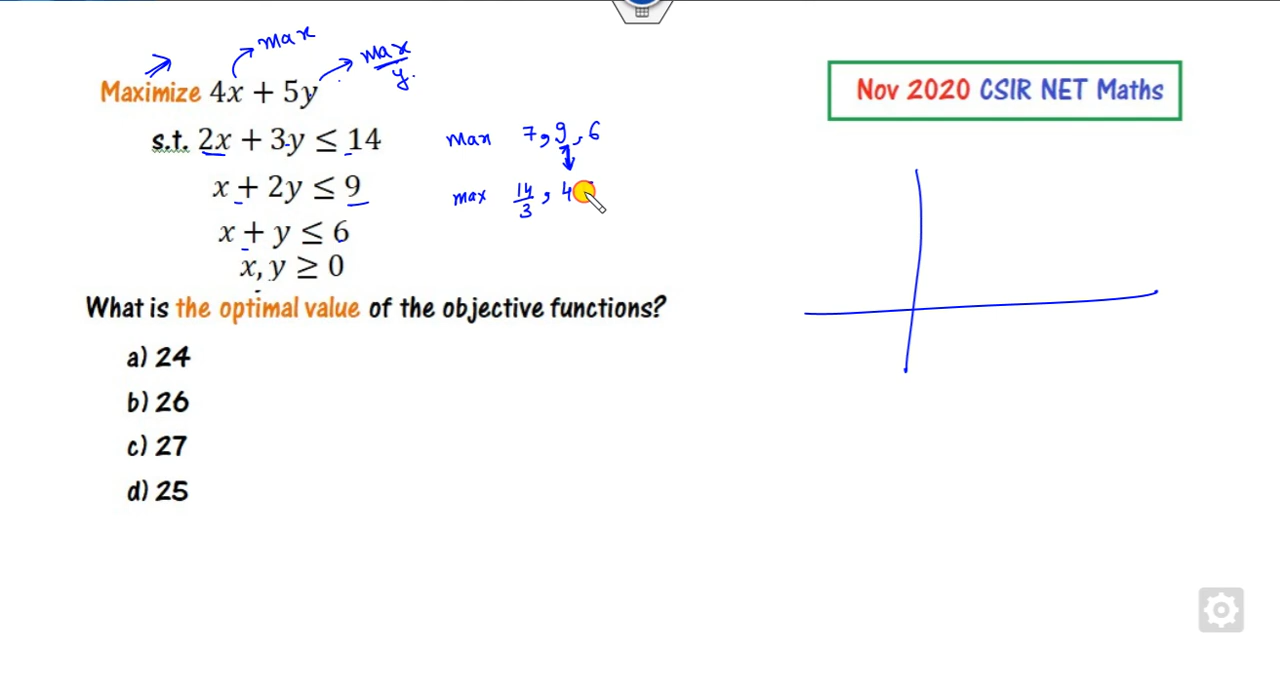 max
max
y.
Maximize 4x + 5y
Nov 2020 CSIR NET Maths
s.t. 2x + 3y ≤ 14
max 7, 9, 6
x + 2y ≤ 9
max 14/3, 4
x + y ≤ 6
x, y ≥ 0
What is the optimal value of the objective functions?
a) 24
b) 26
c) 27
d) 25